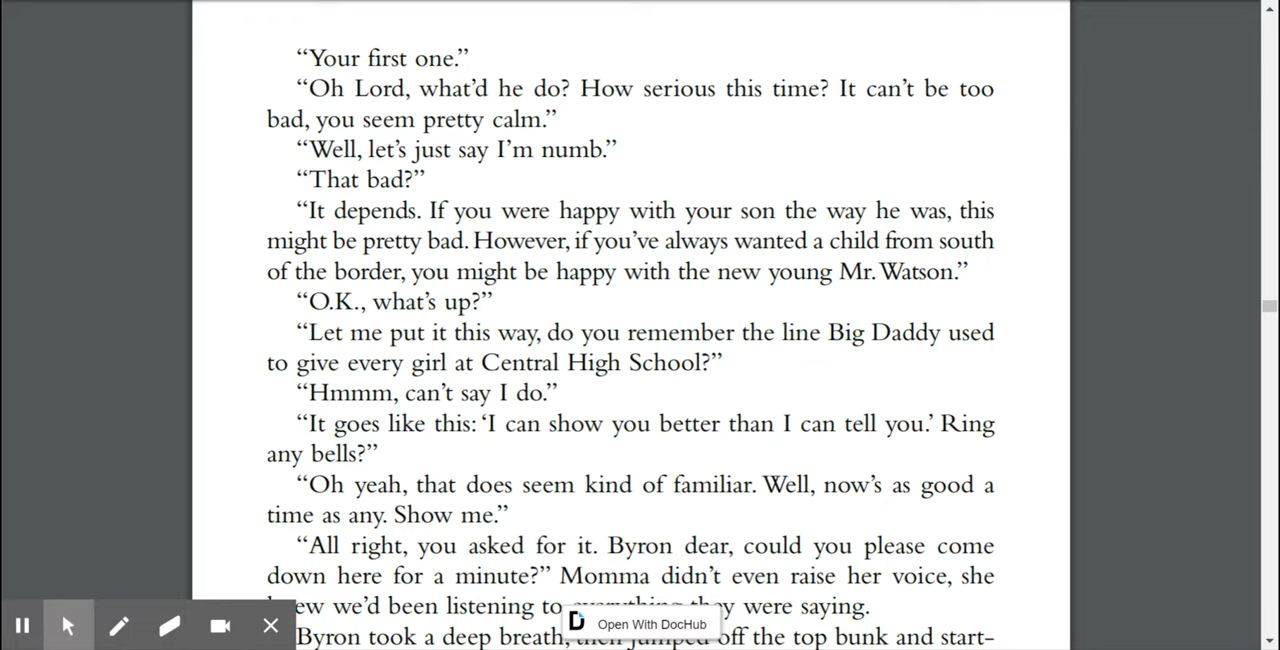 “Your first one.”
“Oh Lord, what’d he do? How serious this time? It can’t be too
bad, you seem pretty calm.”
“Well, let’s just say I’m numb.”
“That bad?”
“It depends. If you were happy with your son the way he was, this
might be pretty bad. However, if you’ve always wanted a child from south
of the border, you might be happy with the new young Mr. Watson.”
“O.K., what’s up?”
“Let me put it this way, do you remember the line Big Daddy used
to give every girl at Central High School?”
“Hmmm, can’t say I do.”
“It goes like this: ‘I can show you better than I can tell you.’ Ring
any bells?”
“Oh yeah, that does seem kind of familiar. Well, now’s as good a
time as any. Show me.”
“All right, you asked for it. Byron dear, could you please come
down here for a minute?” Momma didn’t even raise her voice, she
we’d been listening to everything they were saying.
Open With DocHub
Byron took a deep breath, then jumped off the top bunk and start-